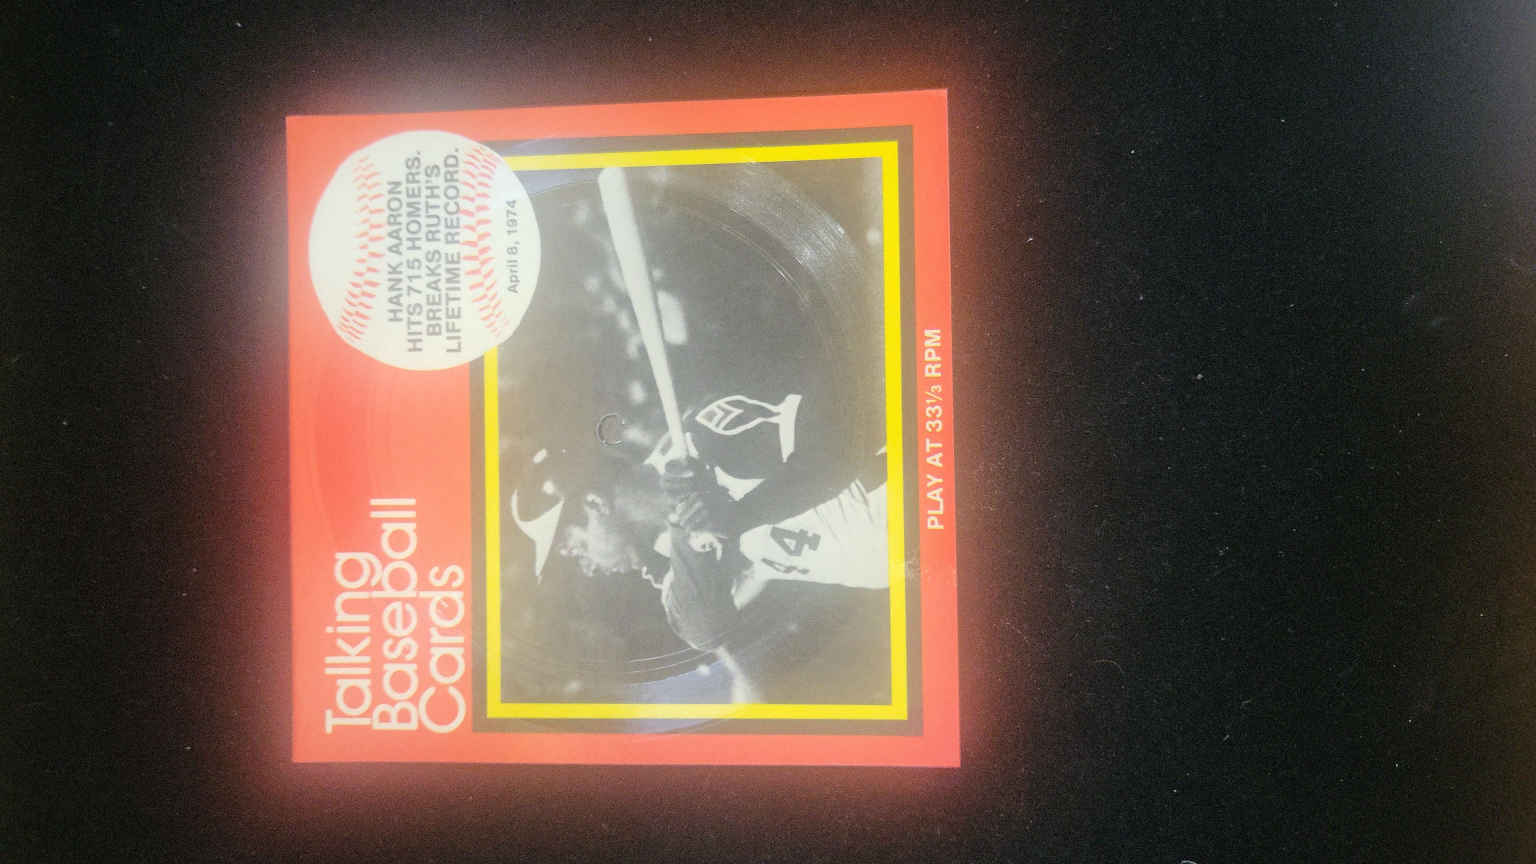 Talking
Baseball
Cards
HANK AARON
HITS 715 HOMERS.
BREAKS RUTH'S
LIFETIME RECORD.
April 8, 1974
44
PLAY AT 33⅓ RPM